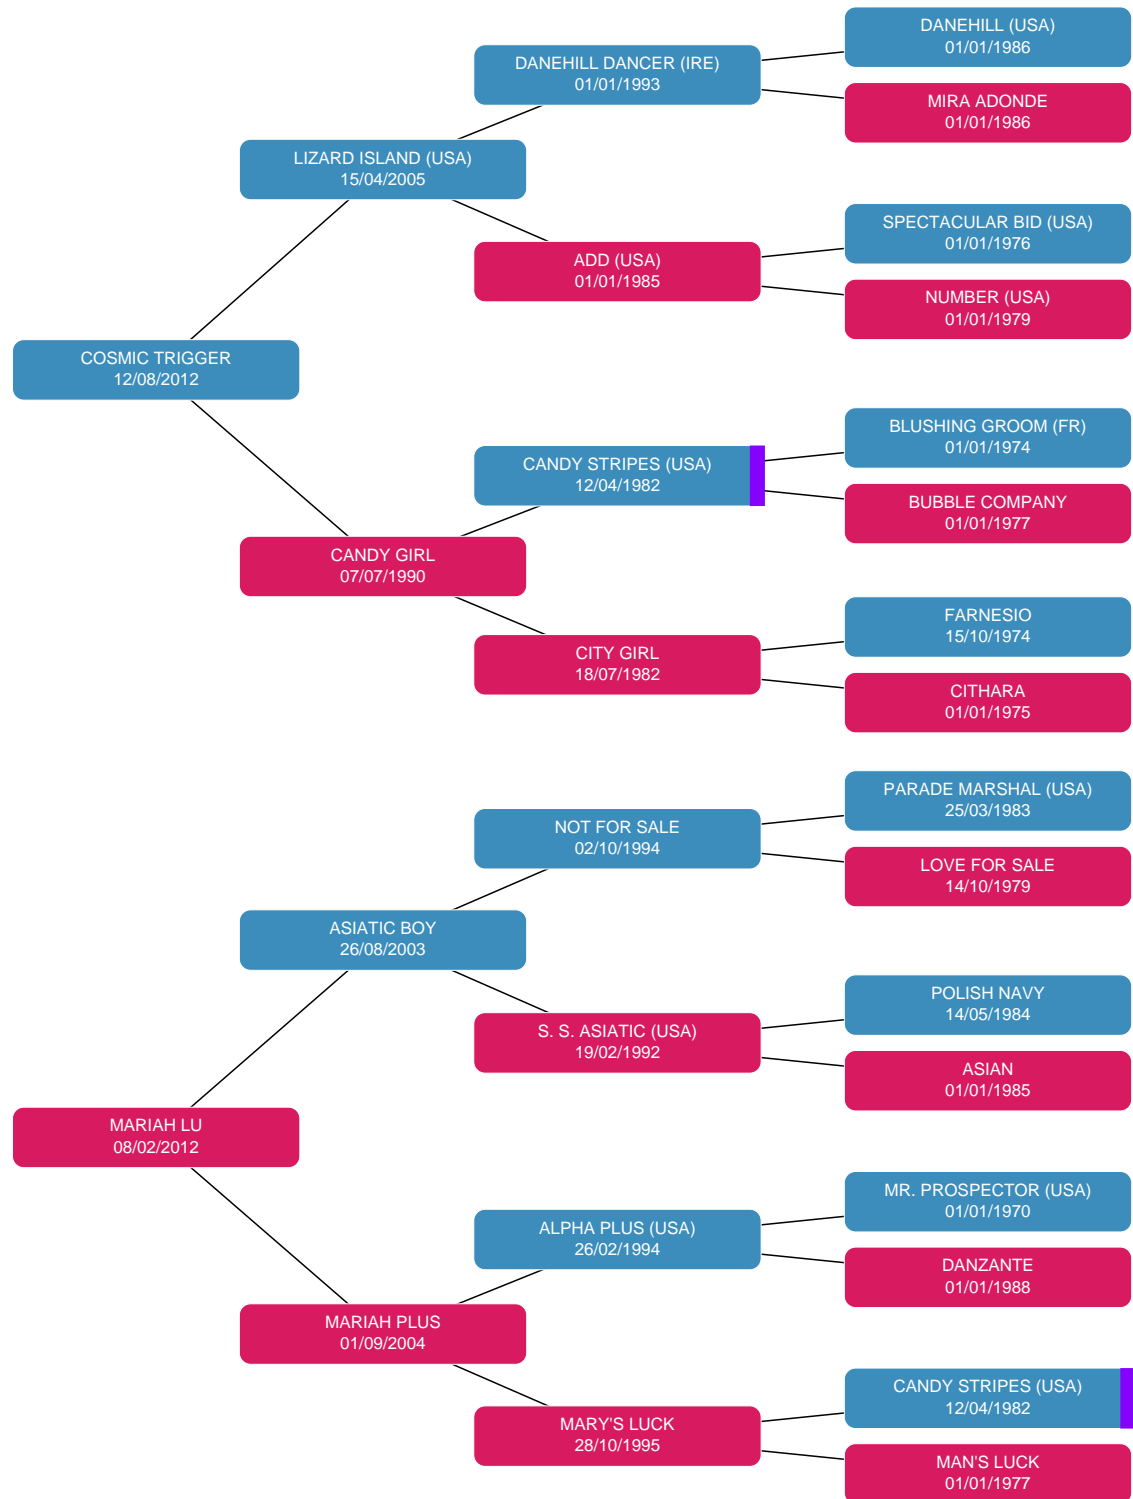 DANEHILL (USA)
01/01/1986
DANEHILL DANCER (IRE)
01/01/1993
MIRA ADONDE
01/01/1986
LIZARD ISLAND (USA)
15/04/2005
SPECTACULAR BID (USA)
01/01/1976
ADD (USA)
01/01/1985
NUMBER (USA)
01/01/1979
COSMIC TRIGGER
12/08/2012
BLUSHING GROOM (FR)
01/01/1974
CANDY STRIPES (USA)
12/04/1982
BUBBLE COMPANY
01/01/1977
CANDY GIRL
07/07/1990
FARNESIO
15/10/1974
CITY GIRL
18/07/1982
CITHARA
01/01/1975
PARADE MARSHAL (USA)
25/03/1983
NOT FOR SALE
02/10/1994
LOVE FOR SALE
14/10/1979
ASIATIC BOY
26/08/2003
POLISH NAVY
14/05/1984
S. S. ASIATIC (USA)
19/02/1992
ASIAN
01/01/1985
MARIAH LU
08/02/2012
MR. PROSPECTOR (USA)
01/01/1970
ALPHA PLUS (USA)
26/02/1994
DANZANTE
01/01/1988
MARIAH PLUS
01/09/2004
CANDY STRIPES (USA)
12/04/1982
MARY'S LUCK
28/10/1995
MAN'S LUCK
01/01/1977